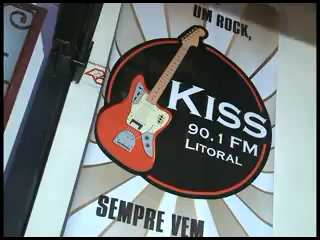 UM ROCK,
KISS
90.1 FM
LITORAL
SEMPRE VEM